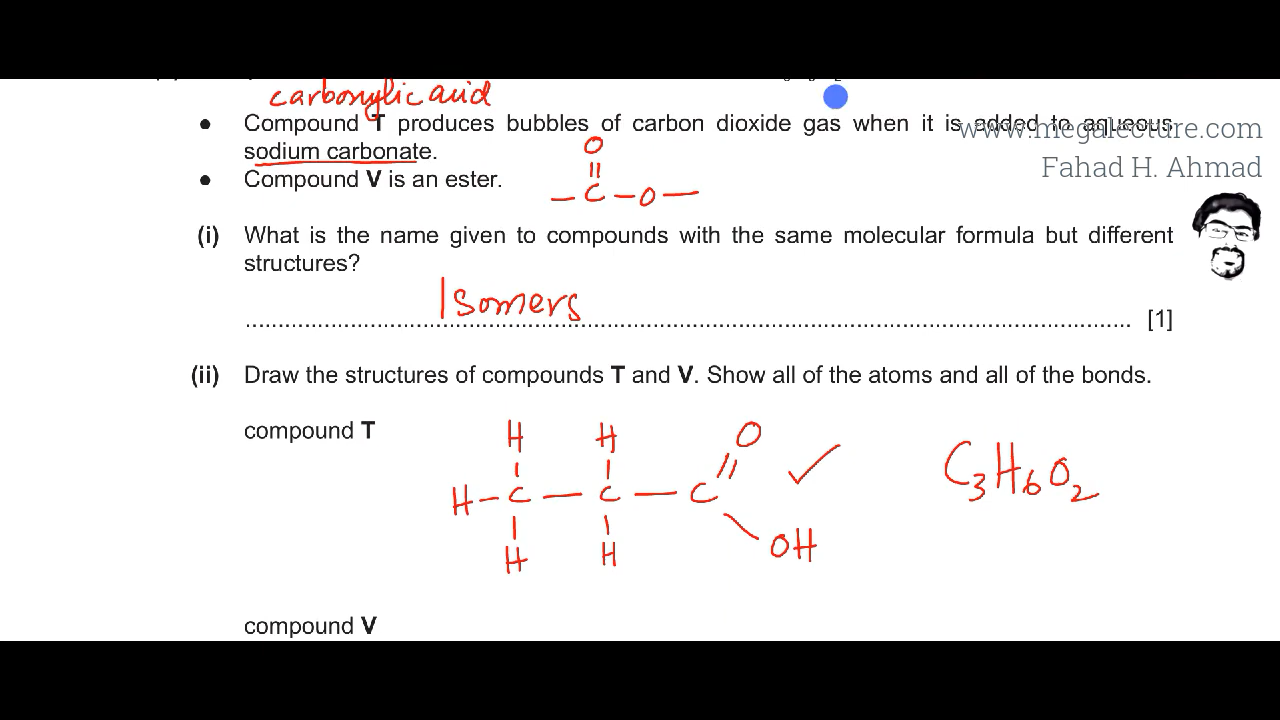 carboxylic acid
• Compound T produces bubbles of carbon dioxide gas when it is added to aqueous
www.megalecture.com
sodium carbonate.
Fahad H. Ahmad
• Compound V is an ester.
O
||
– C – O –
(i) What is the name given to compounds with the same molecular formula but different
structures?
Isomers
[1]
(ii) Draw the structures of compounds T and V. Show all of the atoms and all of the bonds.
compound T
H H O
H – C — C — C
C3H6O2
H H OH
compound V